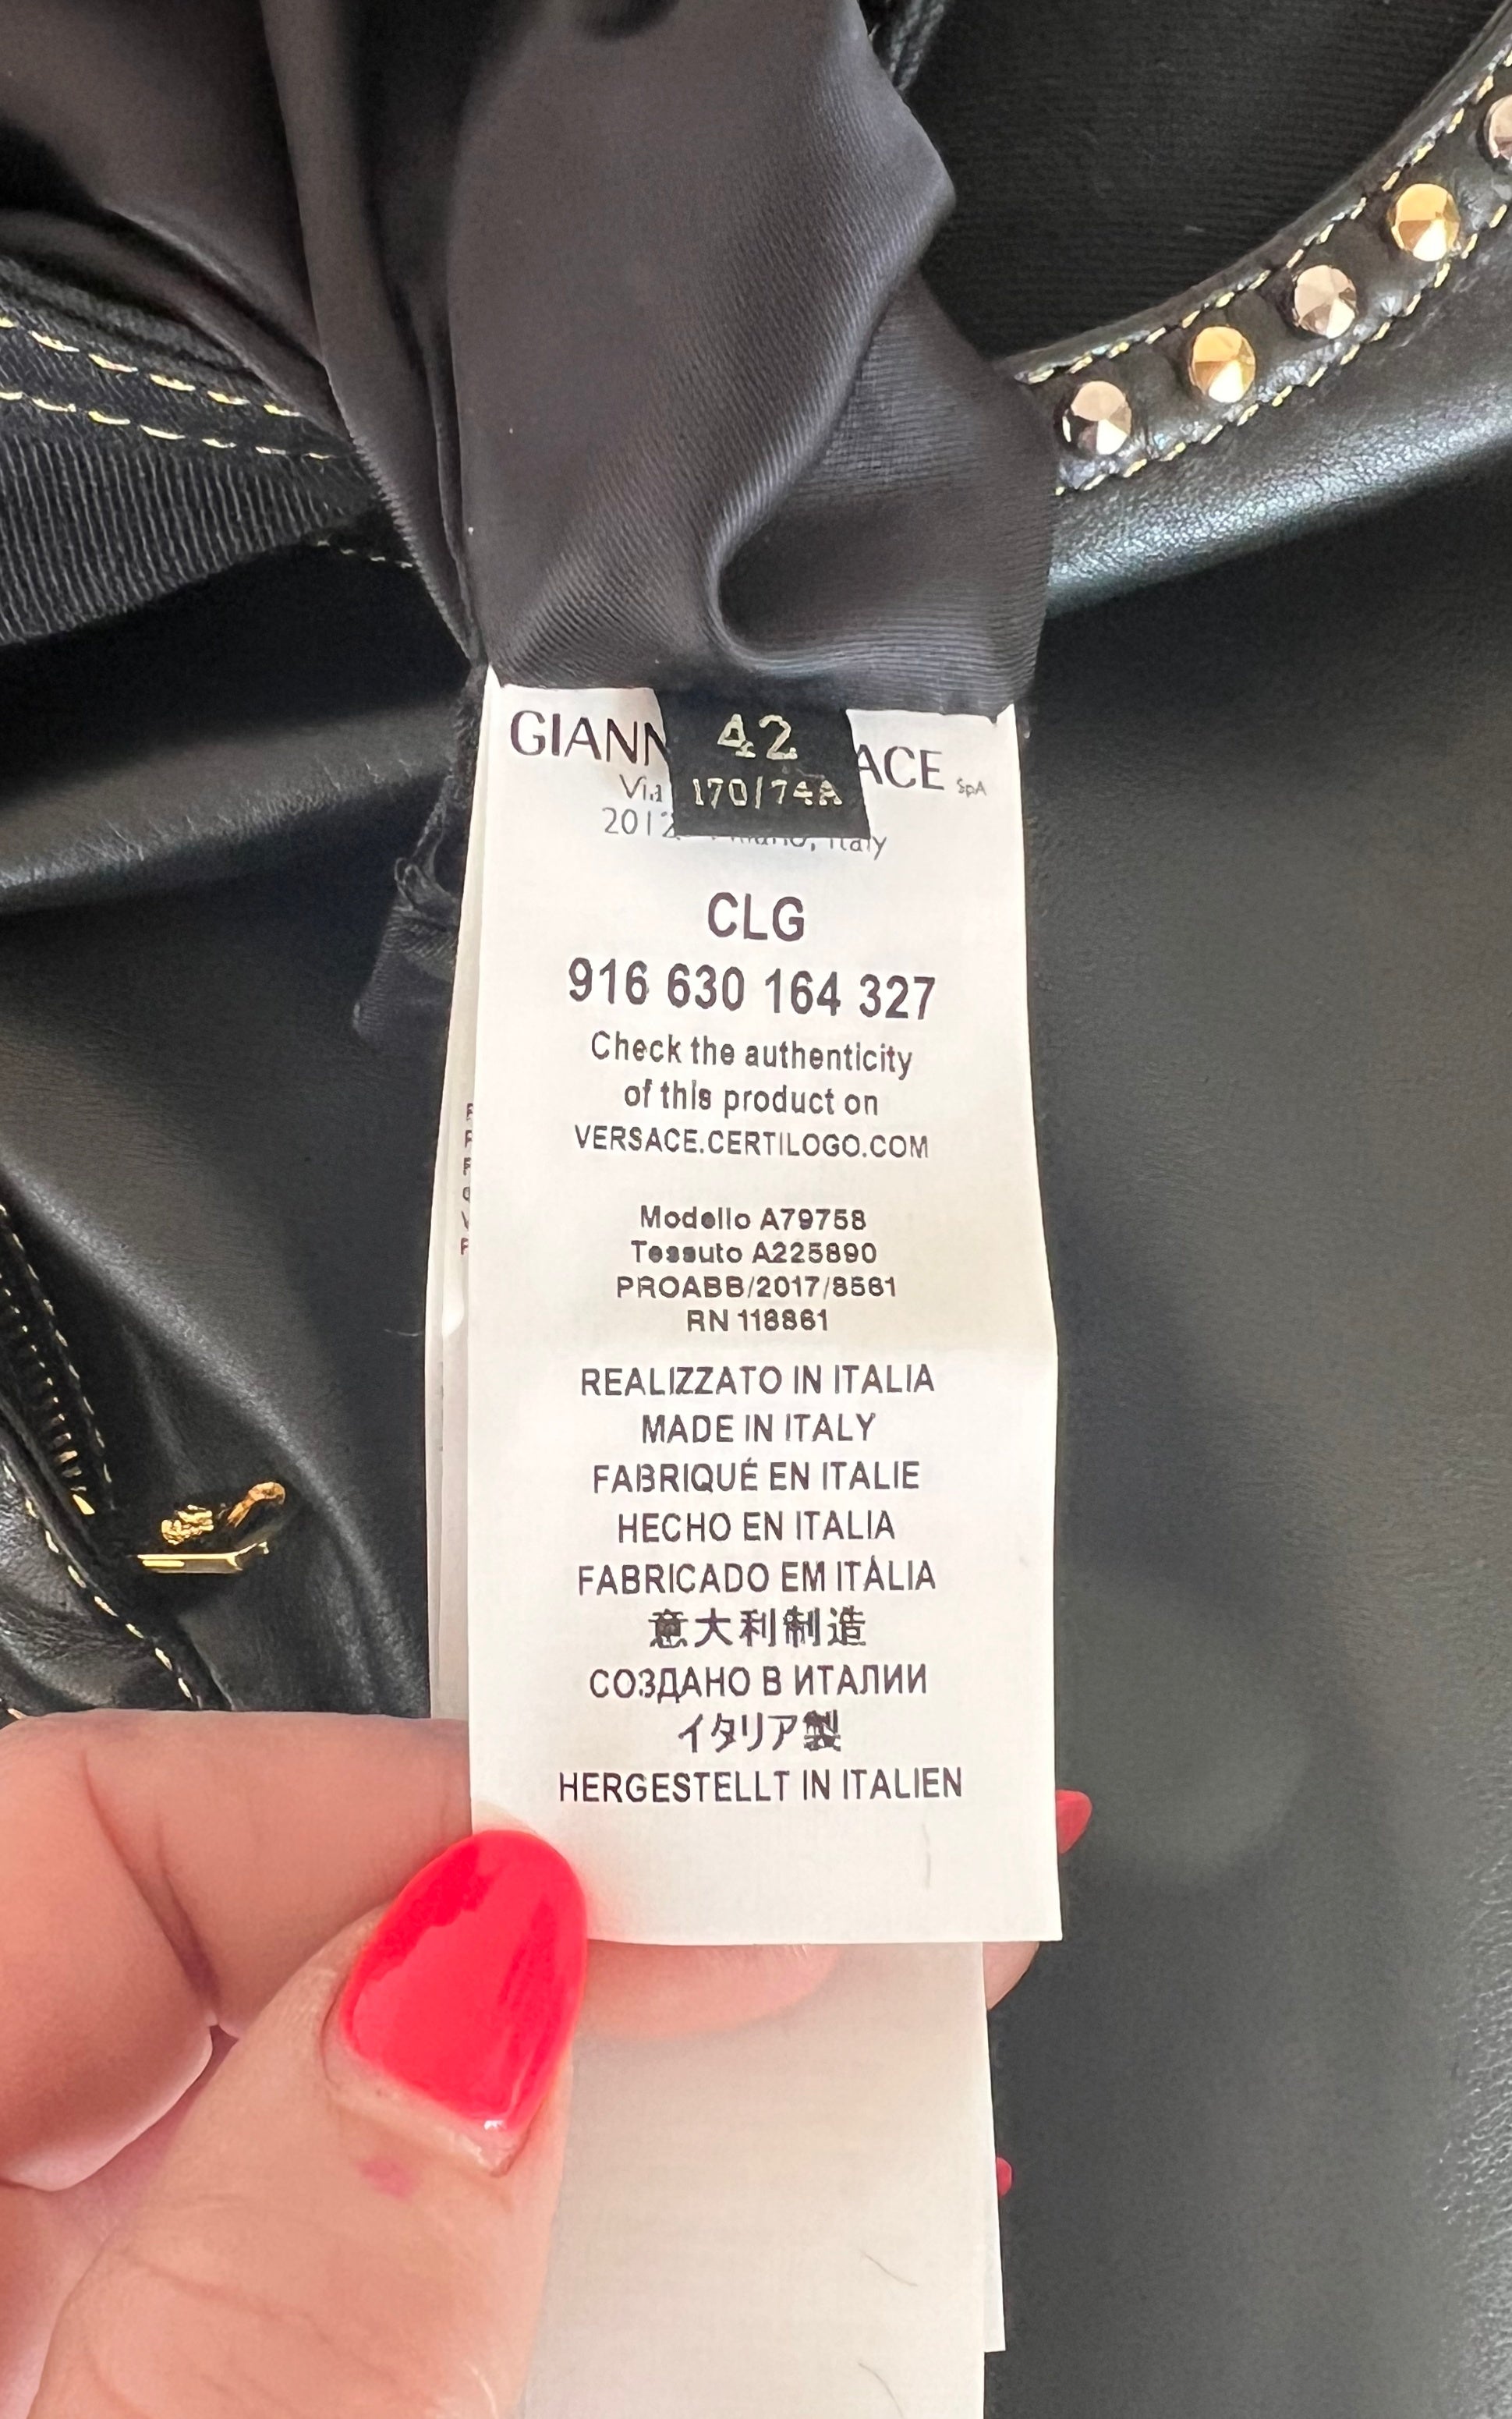 42
170/74A
SpA
Italy
CLG
916 630 164 327
Check the authenticity
of this product on
VERSACE.CERTILOGO.COM
Modello A79758
Tessuto A225890
PROABB/2017/8561
RN 118861
REALIZZATO IN ITALIA
MADE IN ITALY
FABRIQUÉ EN ITALIE
HECHO EN ITALIA
FABRICADO EM ITÁLIA
意大利制造
СОЗДАНО В ИТАЛИИ
イタリア製
HERGESTELLT IN ITALIEN